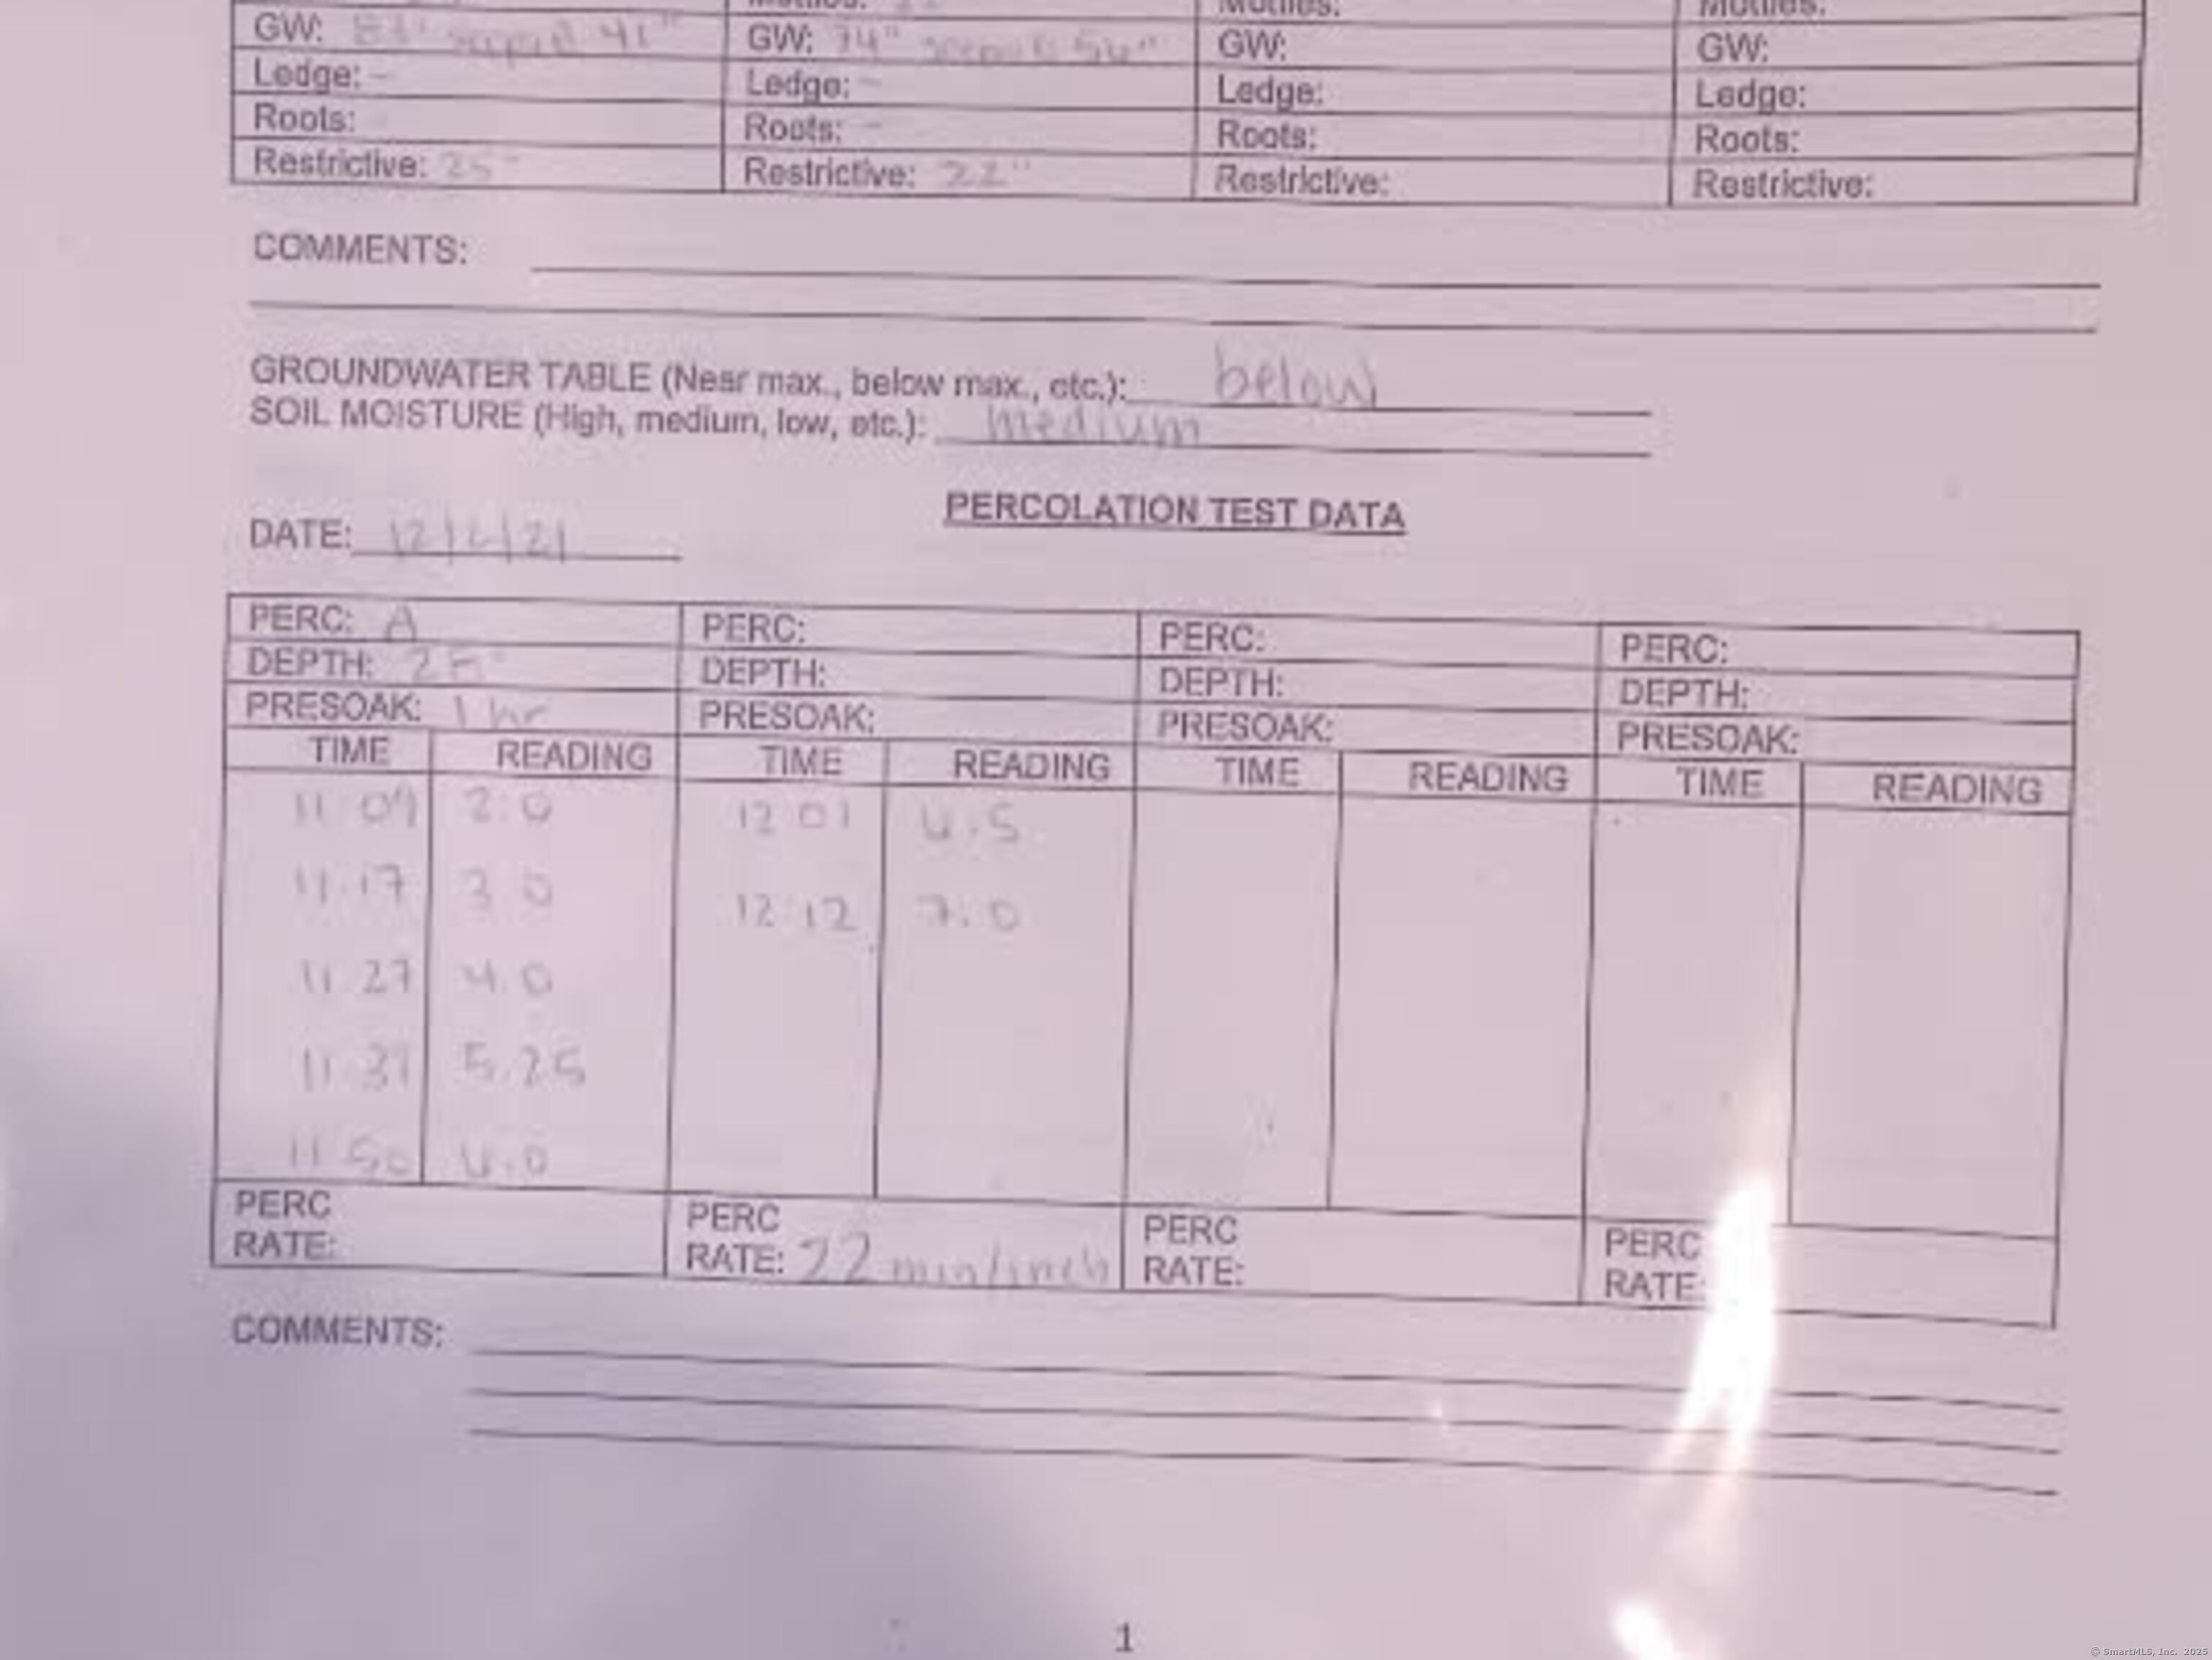 Mottles: Mottles: Mottles:
GW: 83" seepage 41" GW: 74" seepage 56" GW: GW:
Ledge: - Ledge: - Ledge: Ledge:
Roots: - Roots: - Roots: Roots:
Restrictive: 25" Restrictive: 22" Restrictive: Restrictive:
COMMENTS:
GROUNDWATER TABLE (Near max., below max., etc.): below
SOIL MOISTURE (High, medium, low, etc.): medium
PERCOLATION TEST DATA
DATE: 12/2/21
PERC: A PERC: PERC: PERC:
DEPTH: 25" DEPTH: DEPTH: DEPTH:
PRESOAK: 1 hr PRESOAK: PRESOAK: PRESOAK:
TIME READING TIME READING TIME READING TIME READING
11:09 2.0 12:01 6.5
11:17 3.0 12:12 7.0
11:27 4.0
11:37 5.25
11:50 6.0
PERC PERC PERC PERC
RATE: RATE: 22 min/inch RATE: RATE:
COMMENTS:
1
© SmartMLS, Inc. 2025